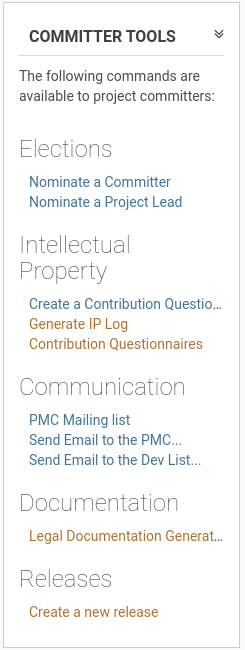 COMMITTER TOOLS
The following commands are
available to project committers:
Elections
Nominate a Committer
Nominate a Project Lead
Intellectual
Property
Create a Contribution Questio...
Generate IP Log
Contribution Questionnaires
Communication
PMC Mailing list
Send Email to the PMC...
Send Email to the Dev List...
Documentation
Legal Documentation Generat...
Releases
Create a new release